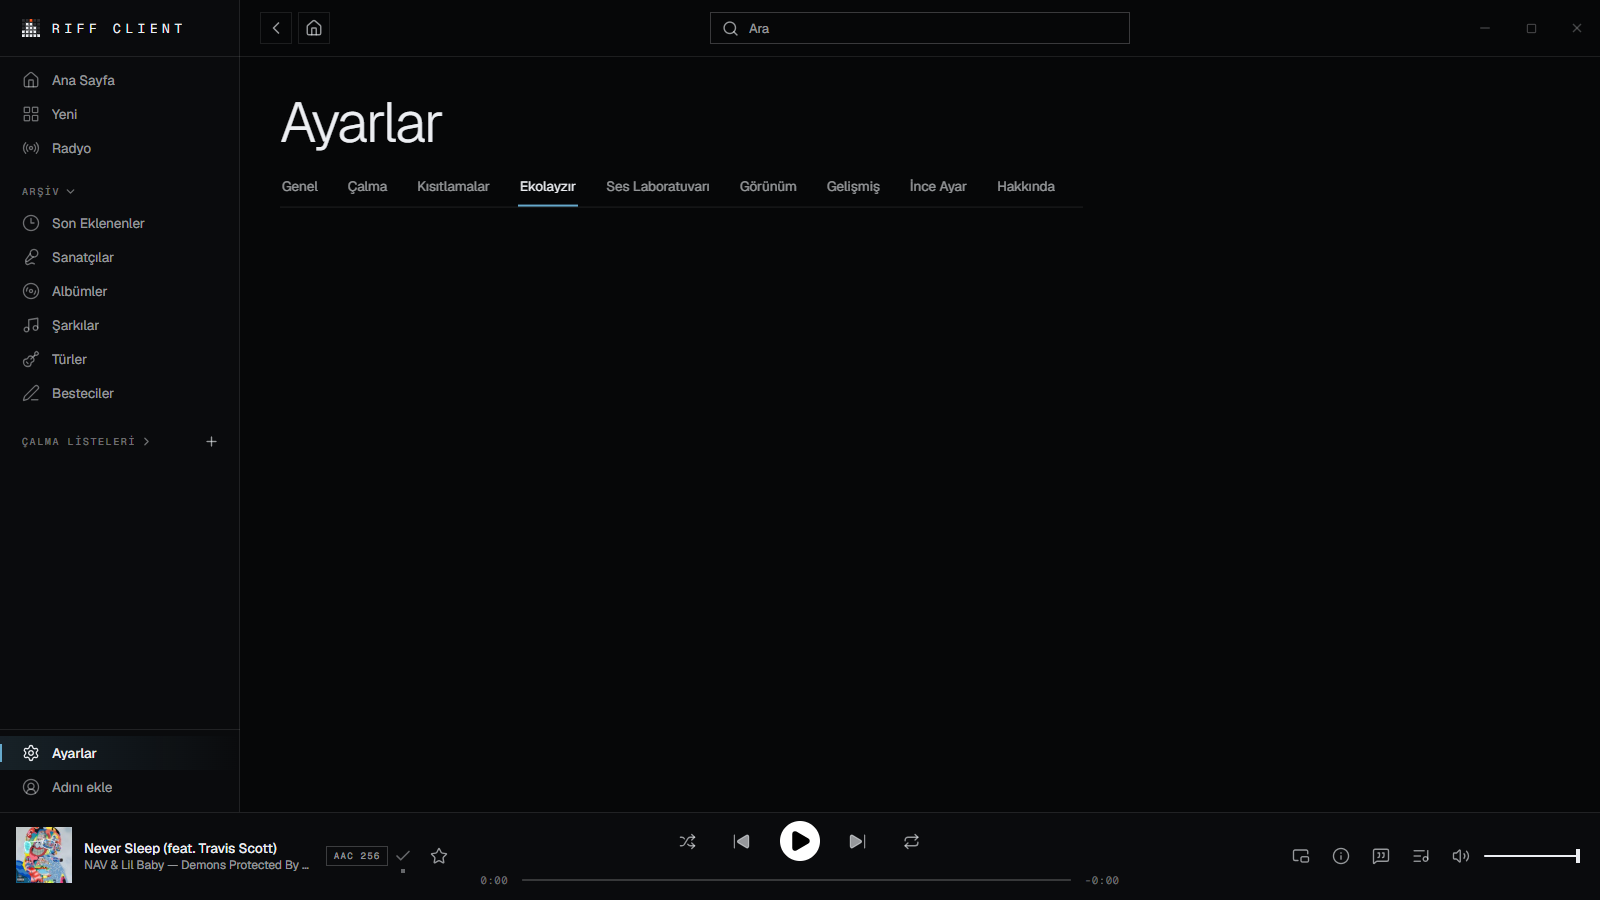 RIFF CLIENT
Ara
Ana Sayfa
Yeni
Radyo
ARŞİV
Son Eklenenler
Sanatçılar
Albümler
Şarkılar
Türler
Besteciler
ÇALMA LİSTELERİ
Ayarlar
Adını ekle
Ayarlar
Genel Çalma Kısıtlamalar Ekolayzır Ses Laboratuvarı Görünüm Gelişmiş İnce Ayar Hakkında
Never Sleep (feat. Travis Scott)
NAV & Lil Baby — Demons Protected By ...
AAC 256
0:00
-0:00